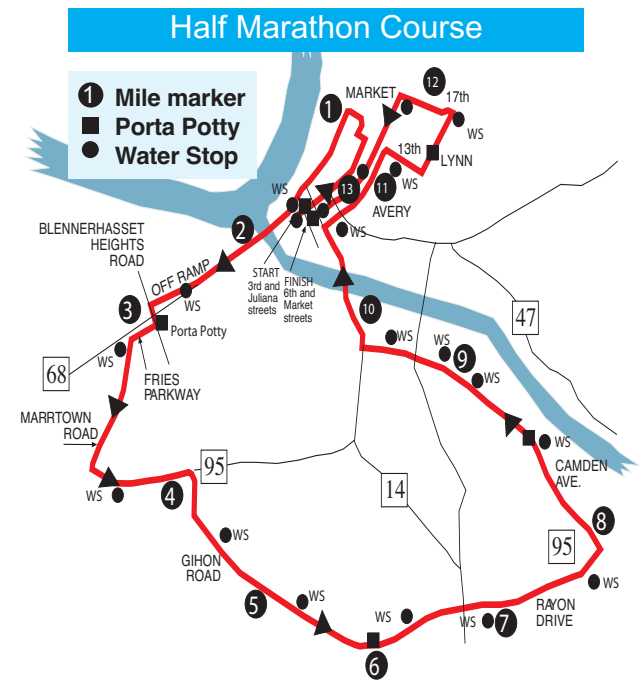 Half Marathon Course
1 Mile marker
Porta Potty
Water Stop
MARKET
12
17th
1
WS
13th
LYNN
11
WS
13
AVERY
WS
BLENNERHASSET
HEIGHTS
ROAD
2
WS
START
3rd and
Juliana
streets
FINISH
6th and
Market
streets
OFF RAMP
WS
3
Porta Potty
10
47
WS
WS
9
WS
68
FRIES
PARKWAY
MARRTOWN
ROAD
WS
CAMDEN
AVE.
95
14
WS
4
8
WS
95
GIHON
ROAD
WS
5
WS
WS
WS
7
RAYON
DRIVE
6